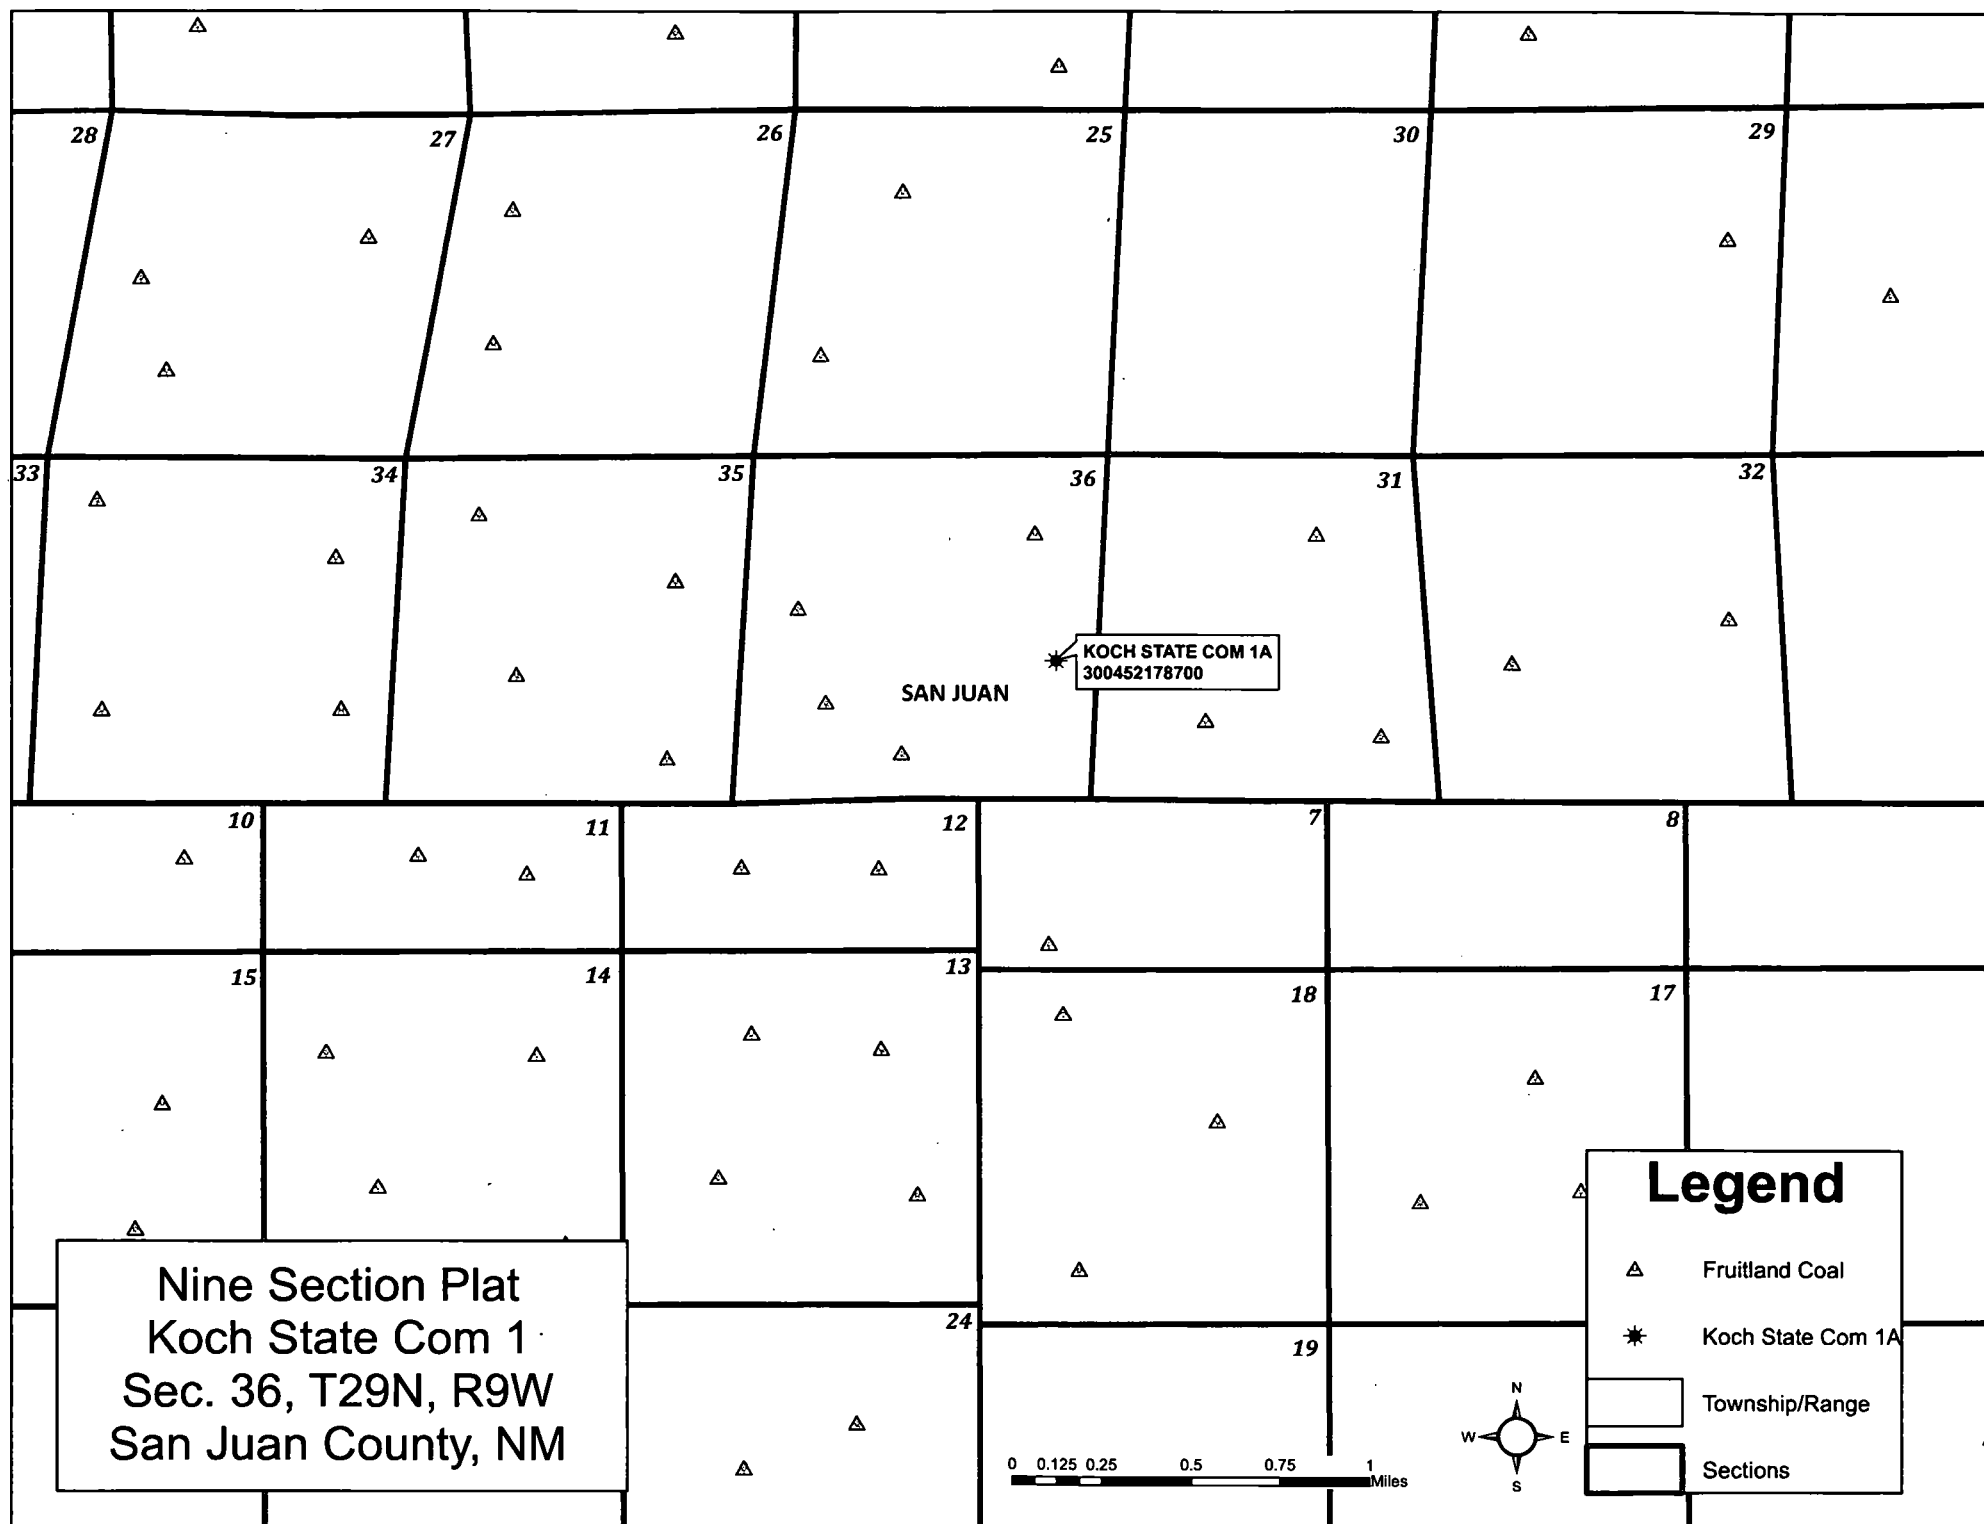 28
27
26
25
30
29
33
34
35
36
31
32
KOCH STATE COM 1A
300452178700
SAN JUAN
10
11
12
7
8
15
14
13
18
17
24
19
Nine Section Plat
Koch State Com 1
Sec. 36, T29N, R9W
San Juan County, NM
0 0.125 0.25 0.5 0.75 1
Miles
N
W E
S
Legend
Fruitland Coal
Koch State Com 1A
Township/Range
Sections